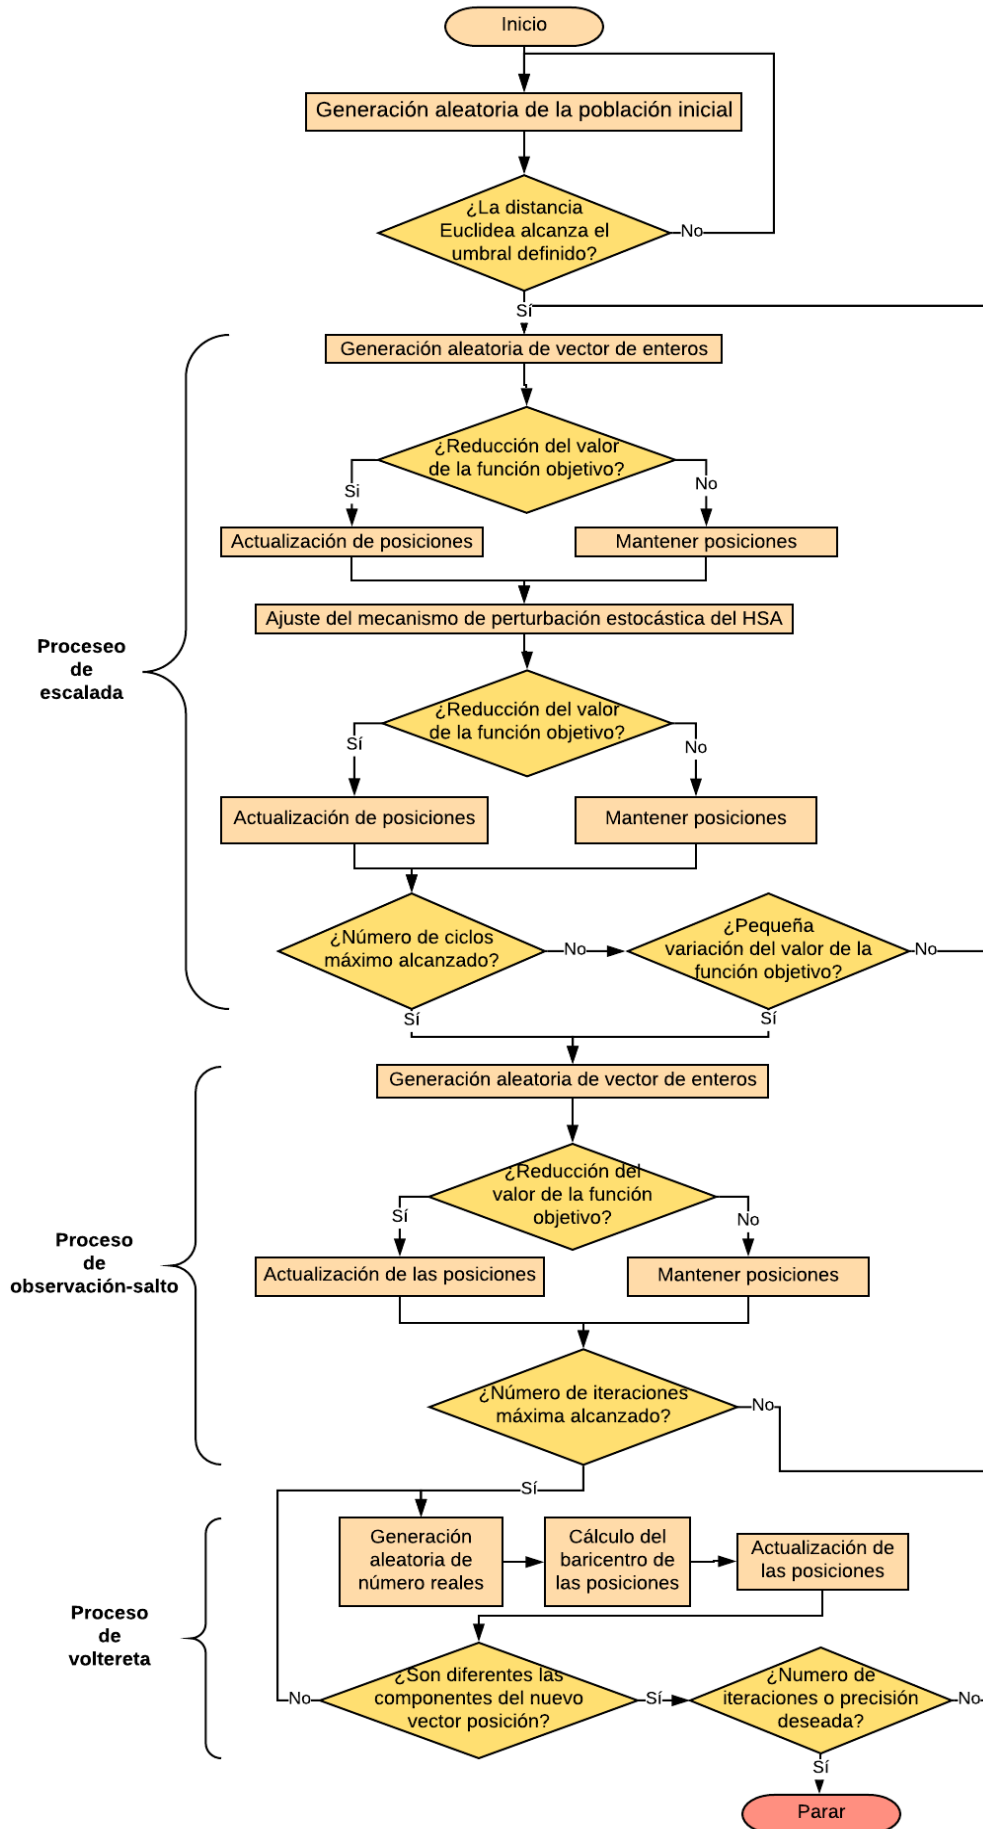 Inicio
Generación aleatoria de la población inicial
¿La distancia
Euclidea alcanza el
umbral definido?
No
Sí
Generación aleatoria de vector de enteros
¿Reducción del valor
de la función objetivo?
Si
No
Actualización de posiciones
Mantener posiciones
Ajuste del mecanismo de perturbación estocástica del HSA
Proceseo
de
escalada
¿Reducción del valor
de la función objetivo?
Sí
No
Actualización de posiciones
Mantener posiciones
¿Número de ciclos
máximo alcanzado?
No
¿Pequeña
variación del valor de la
función objetivo?
No
Sí
Sí
Generación aleatoria de vector de enteros
¿Reducción del
valor de la función
objetivo?
Sí
No
Proceso
de
observación-salto
Actualización de las posiciones
Mantener posiciones
¿Número de iteraciones
máxima alcanzado?
No
Sí
Generación
aleatoria de
número reales
Cálculo del
baricentro de
las posiciones
Actualización de
las posiciones
Proceso
de
voltereta
¿Son diferentes las
componentes del nuevo
vector posición?
No
Sí
¿Numero de
iteraciones o precisión
deseada?
No
Sí
Parar